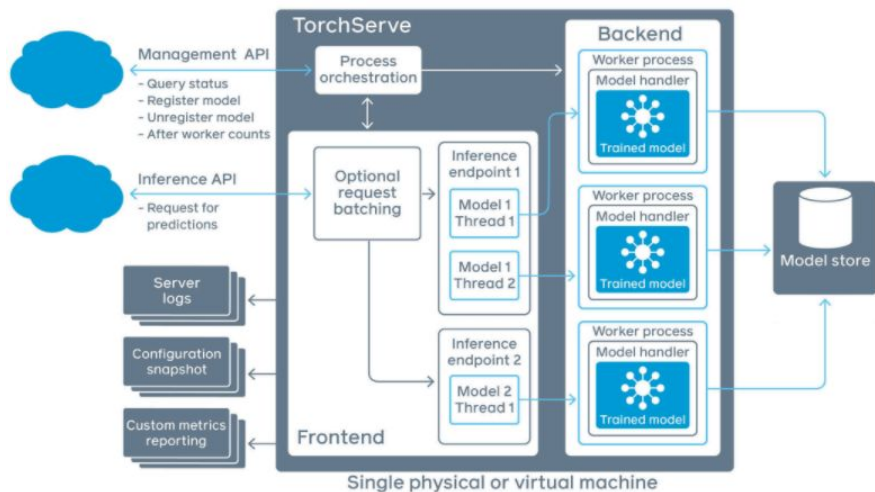 TorchServe
Management API
- Query status
- Register model
- Unregister model
- After worker counts
Process
orchestration
Inference API
- Request for
predictions
Optional
request
batching
Inference
endpoint 1
Model 1
Thread 1
Model 1
Thread 2
Inference
endpoint 2
Model 2
Thread 1
Frontend
Backend
Worker process
Model handler
Trained model
Worker process
Model handler
Trained model
Worker process
Model handler
Trained model
Model store
Server
logs
Configuration
snapshot
Custom metrics
reporting
Single physical or virtual machine